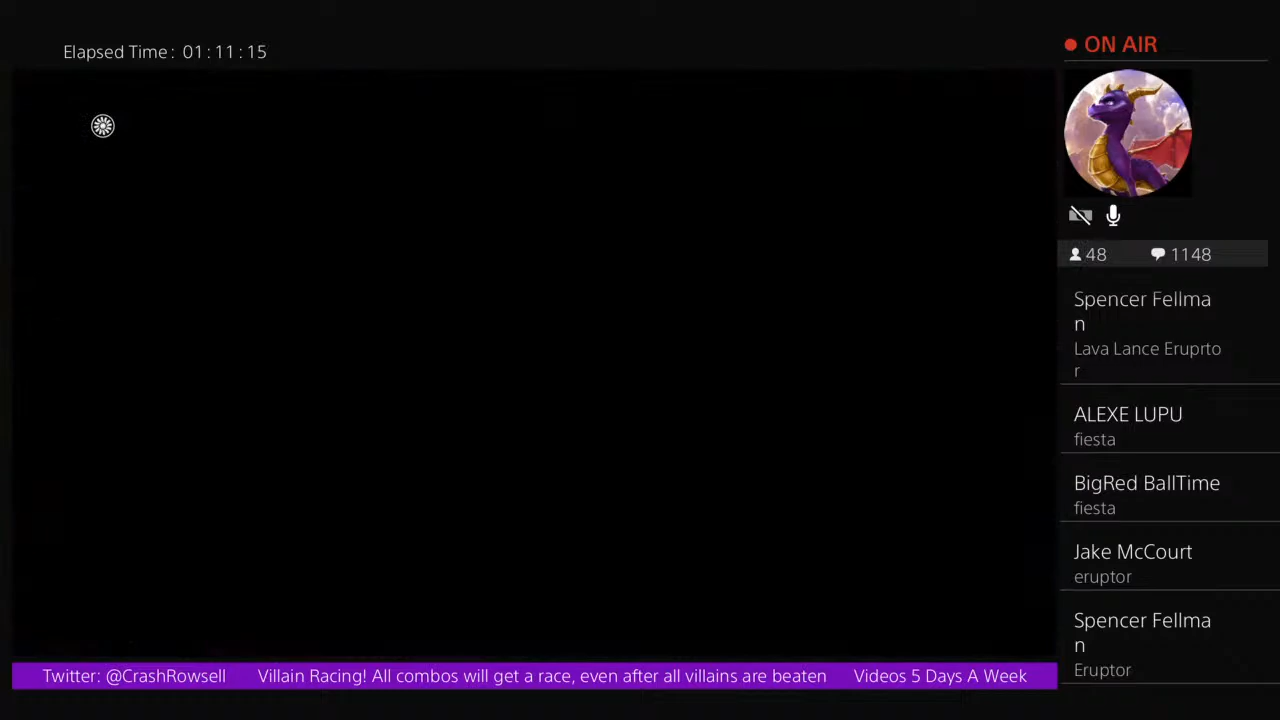 Elapsed Time: 01:11:15
ON AIR
48 1148
Spencer Fellma
n
Lava Lance Eruprto
r
ALEXE LUPU
fiesta
BigRed BallTime
fiesta
Jake McCourt
eruptor
Spencer Fellma
n
Eruptor
Twitter: @CrashRowsell Villain Racing! All combos will get a race, even after all villains are beaten Videos 5 Days A Week